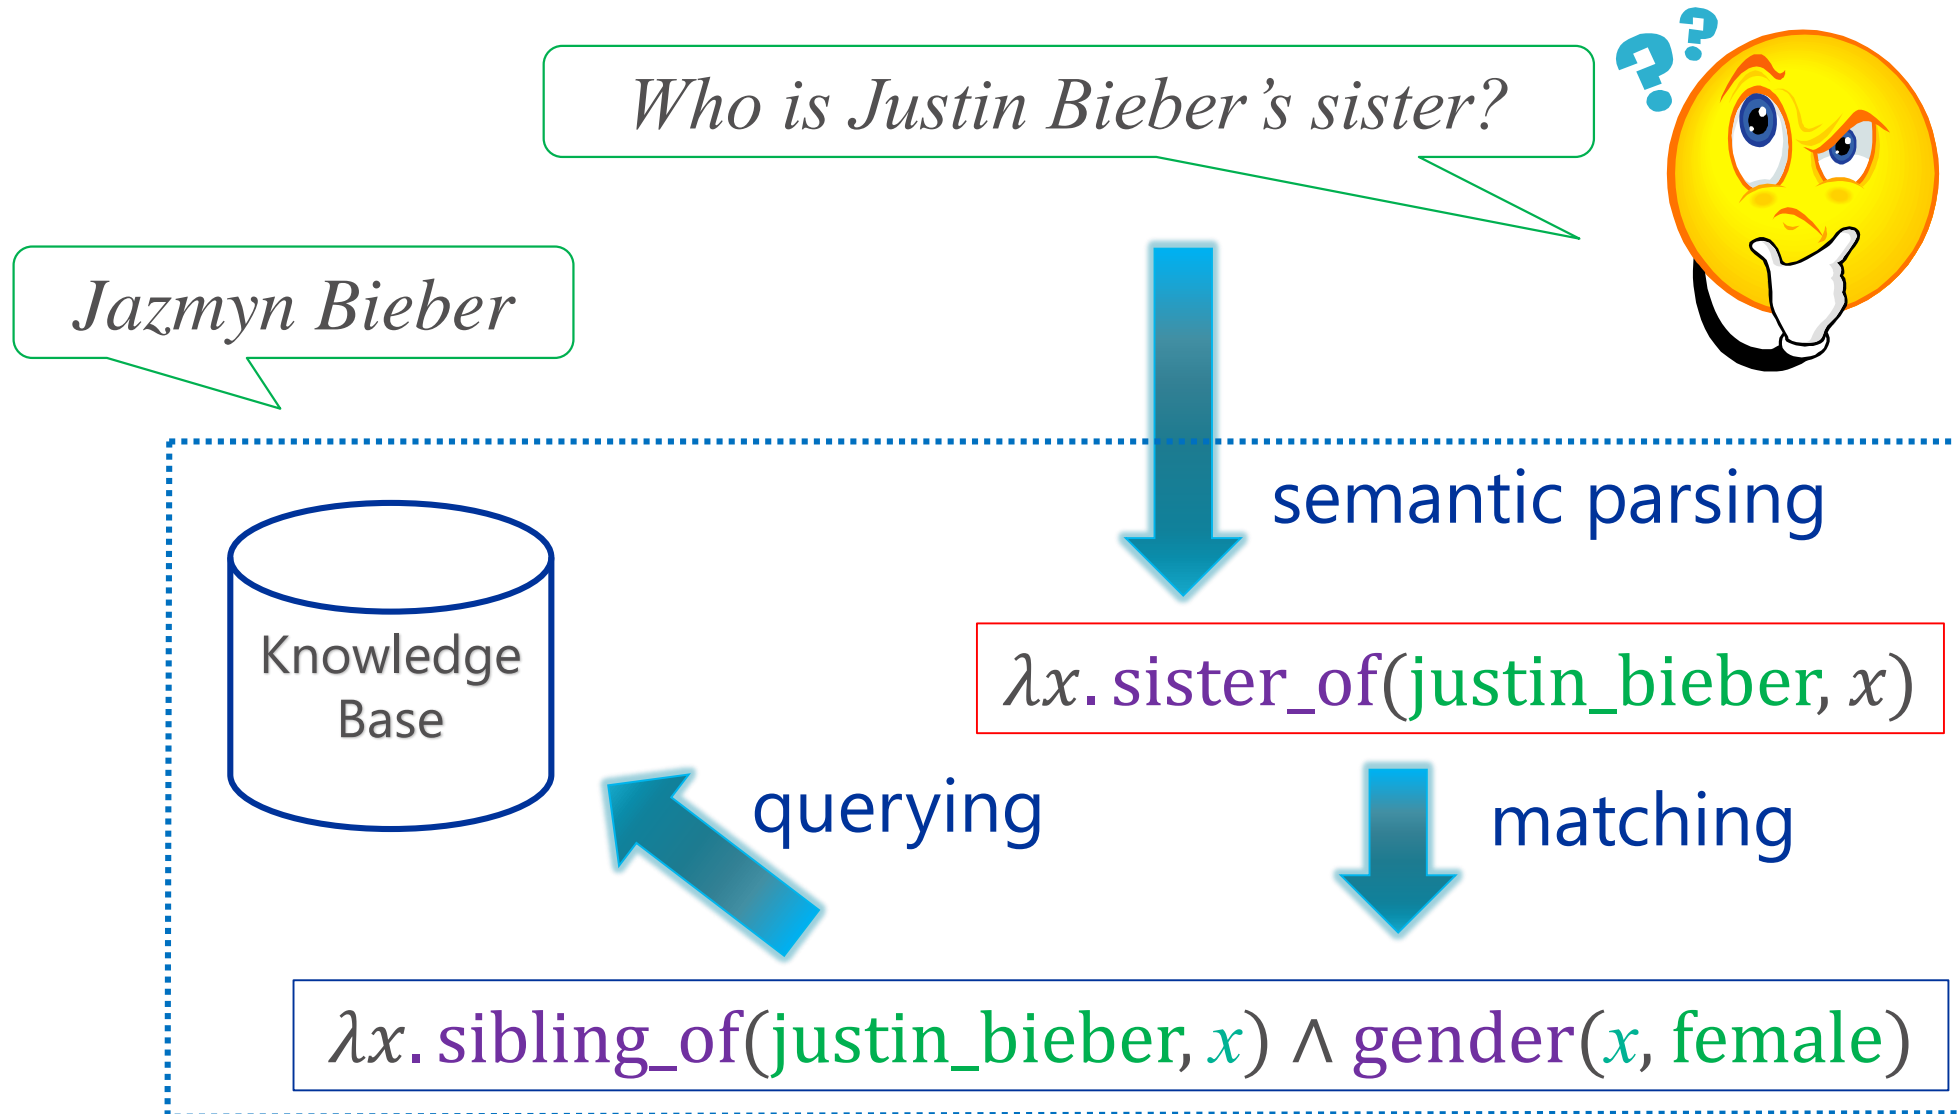 ? ?
Who is Justin Bieber’s sister?
Jazmyn Bieber
semantic parsing
Knowledge
Base
λx. sister_of(justin_bieber, x)
querying
matching
λx. sibling_of(justin_bieber, x) ∧ gender(x, female)